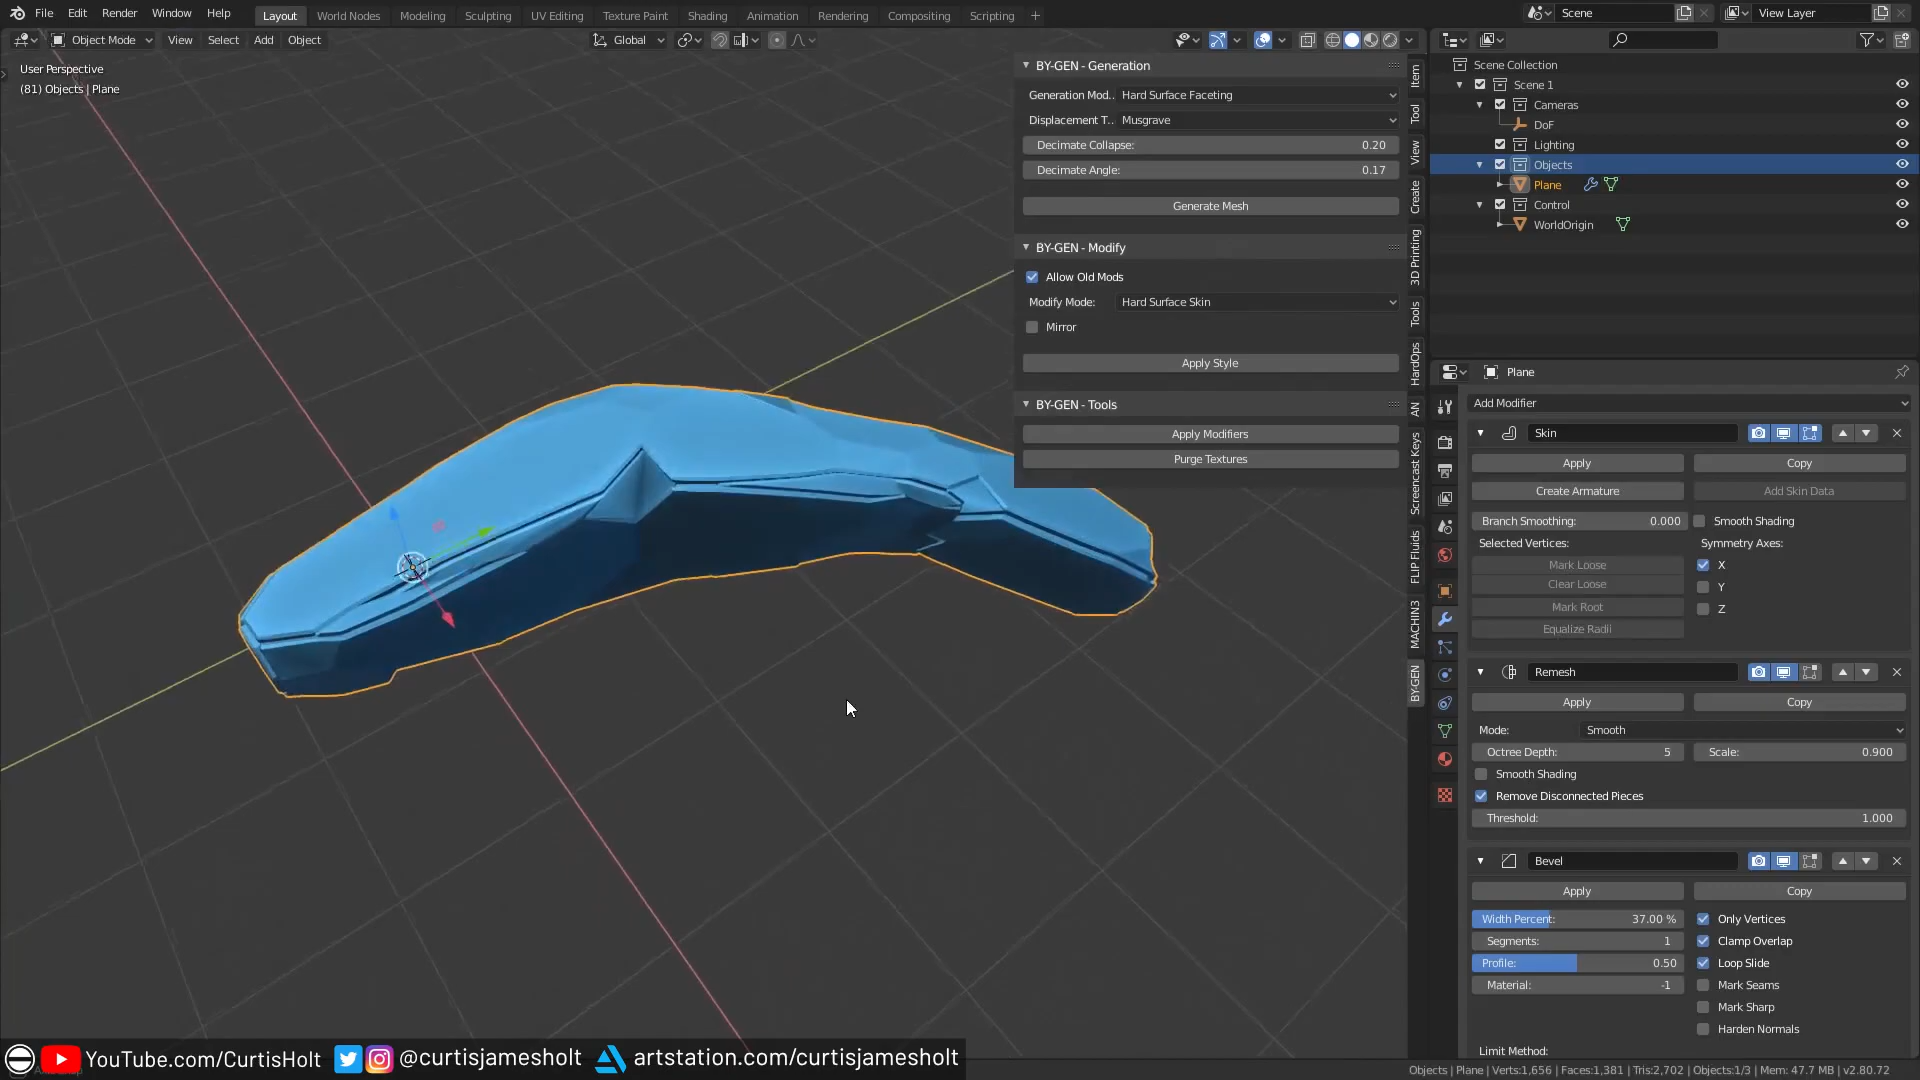 File Edit Render Window Help Layout World Nodes Modeling Sculpting UV Editing Texture Paint Shading Animation Rendering Compositing Scripting + Scene View Layer
Object Mode View Select Add Object Global
User Perspective
(81) Objects | Plane
BY-GEN - Generation
Generation Mod.. Hard Surface Faceting
Displacement T.. Musgrave
Decimate Collapse: 0.20
Decimate Angle: 0.17
Generate Mesh
BY-GEN - Modify
Allow Old Mods
Modify Mode: Hard Surface Skin
Mirror
Apply Style
BY-GEN - Tools
Apply Modifiers
Purge Textures
Item
Tool
View
Create
3D Printing
Tools
HardOps
AN
Screencast Keys
FLIP Fluids
MACHIN3
BY-GEN
Scene Collection
Scene 1
Cameras
DoF
Lighting
Objects
Plane
Control
WorldOrigin
Plane
Add Modifier
Skin
Apply Copy
Create Armature Add Skin Data
Branch Smoothing: 0.000 Smooth Shading
Selected Vertices: Symmetry Axes:
Mark Loose X
Clear Loose Y
Mark Root Z
Equalize Radii
Remesh
Apply Copy
Mode: Smooth
Octree Depth: 5 Scale: 0.900
Smooth Shading
Remove Disconnected Pieces
Threshold: 1.000
Bevel
Apply Copy
Width Percent: 37.00 % Only Vertices
Segments: 1 Clamp Overlap
Profile: 0.50 Loop Slide
Material: -1 Mark Seams
Mark Sharp
Harden Normals
Limit Method:
YouTube.com/CurtisHolt @curtisjamesholt artstation.com/curtisjamesholt
Objects | Plane | Verts:1,656 | Faces:1,381 | Tris:2,702 | Objects:1/3 | Mem: 47.7 MB | v2.80.72